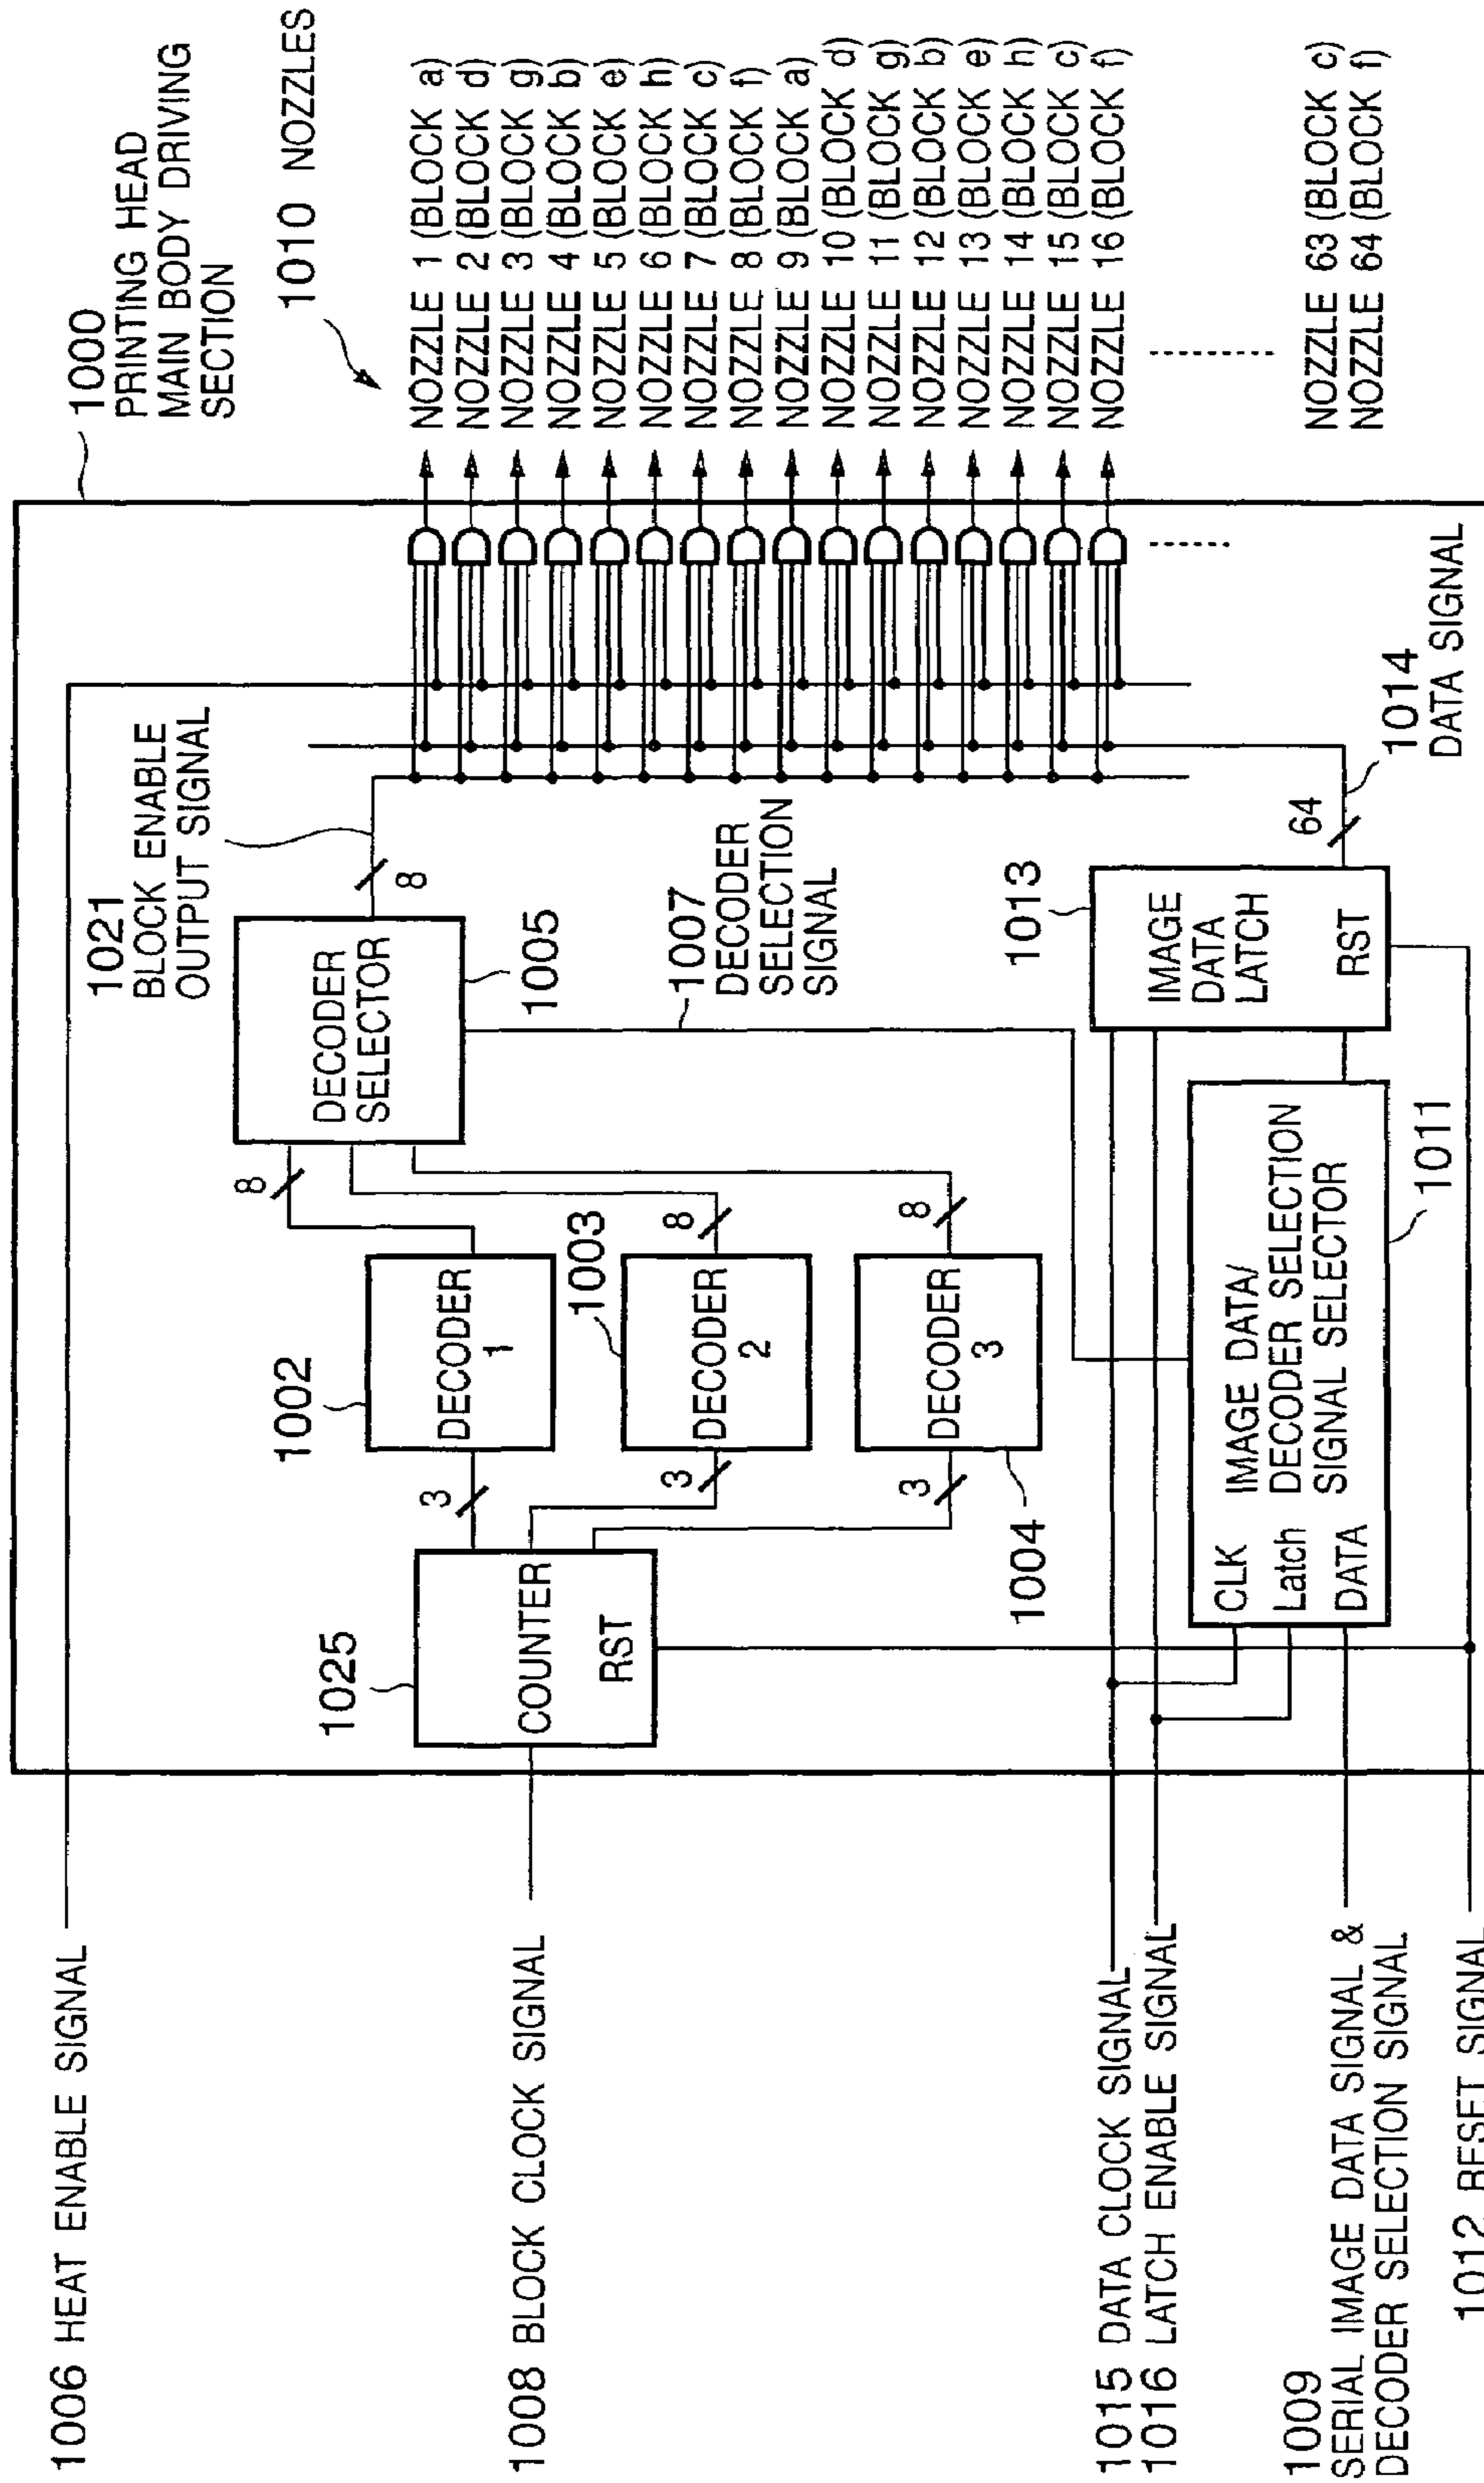 1000
PRINTING HEAD
MAIN BODY DRIVING
SECTION
1010 NOZZLES
1006 HEAT ENABLE SIGNAL
1021
BLOCK ENABLE
OUTPUT SIGNAL
8
DECODER
SELECTOR
1005
8
8
8
1002
DECODER
1
1003
DECODER
2
DECODER
3
1004
3
3
3
1025
COUNTER
RST
1008 BLOCK CLOCK SIGNAL
1007
DECODER
SELECTION
SIGNAL
NOZZLE 1 (BLOCK a)
NOZZLE 2 (BLOCK d)
NOZZLE 3 (BLOCK g)
NOZZLE 4 (BLOCK b)
NOZZLE 5 (BLOCK e)
NOZZLE 6 (BLOCK h)
NOZZLE 7 (BLOCK c)
NOZZLE 8 (BLOCK f)
NOZZLE 9 (BLOCK a)
NOZZLE 10 (BLOCK d)
NOZZLE 11 (BLOCK g)
NOZZLE 12 (BLOCK b)
NOZZLE 13 (BLOCK e)
NOZZLE 14 (BLOCK h)
NOZZLE 15 (BLOCK c)
NOZZLE 16 (BLOCK f)
NOZZLE 63 (BLOCK c)
NOZZLE 64 (BLOCK f)
1015 DATA CLOCK SIGNAL
1016 LATCH ENABLE SIGNAL
1009
SERIAL IMAGE DATA SIGNAL &
DECODER SELECTION SIGNAL
1012 RESET SIGNAL
CLK
Latch
DATA
IMAGE DATA/
DECODER SELECTION
SIGNAL SELECTOR
1011
1013
IMAGE
DATA
LATCH
RST
64
1014
DATA SIGNAL